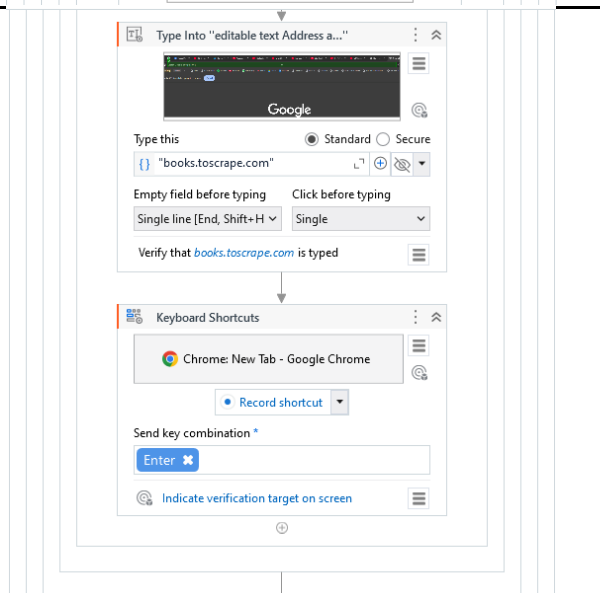 Type Into "editable text Address a..."
Google
Type this
Standard
Secure
{} "books.toscrape.com"
Empty field before typing
Click before typing
Single line [End, Shift+H
Single
Verify that books.toscrape.com is typed
Keyboard Shortcuts
Chrome: New Tab - Google Chrome
Record shortcut
Send key combination *
Enter
Indicate verification target on screen